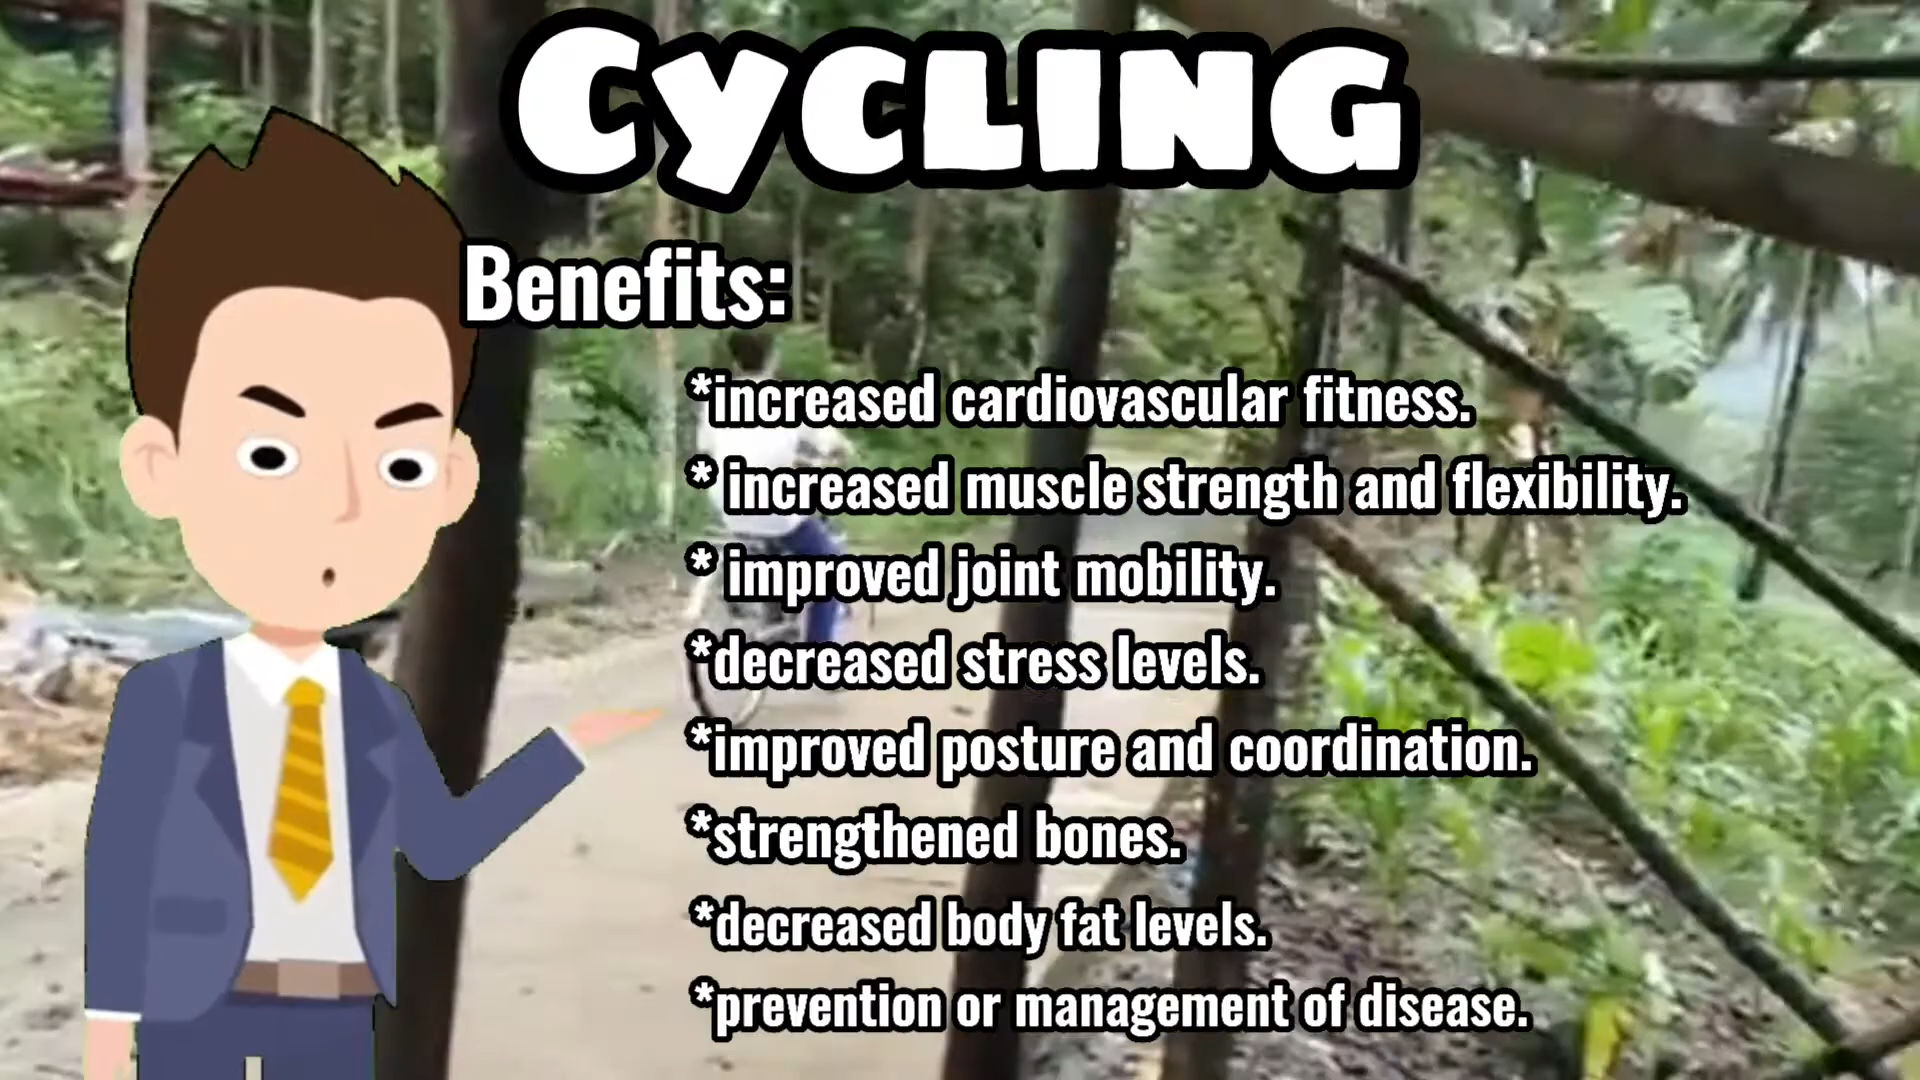 Cycling
Benefits:
*increased cardiovascular fitness.
* increased muscle strength and flexibility.
* improved joint mobility.
*decreased stress levels.
*improved posture and coordination.
*strengthened bones.
*decreased body fat levels.
*prevention or management of disease.